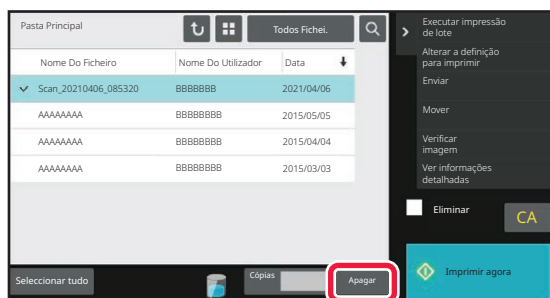 Pasta Principal
Todos Fichei.
Nome Do Ficheiro Nome Do Utilizador Data
Scan_20210406_085320 BBBBBBB 2021/04/06
AAAAAAAA BBBBBBBB 2015/05/05
AAAAAAAA BBBBBBBB 2015/04/04
AAAAAAAA BBBBBBBB 2015/03/03
Seleccionar tudo
Cópias
Apagar
Executar impressão
de lote
Alterar a definição
para imprimir
Enviar
Mover
Verificar
imagem
Ver informações
detalhadas
Eliminar
CA
Imprimir agora